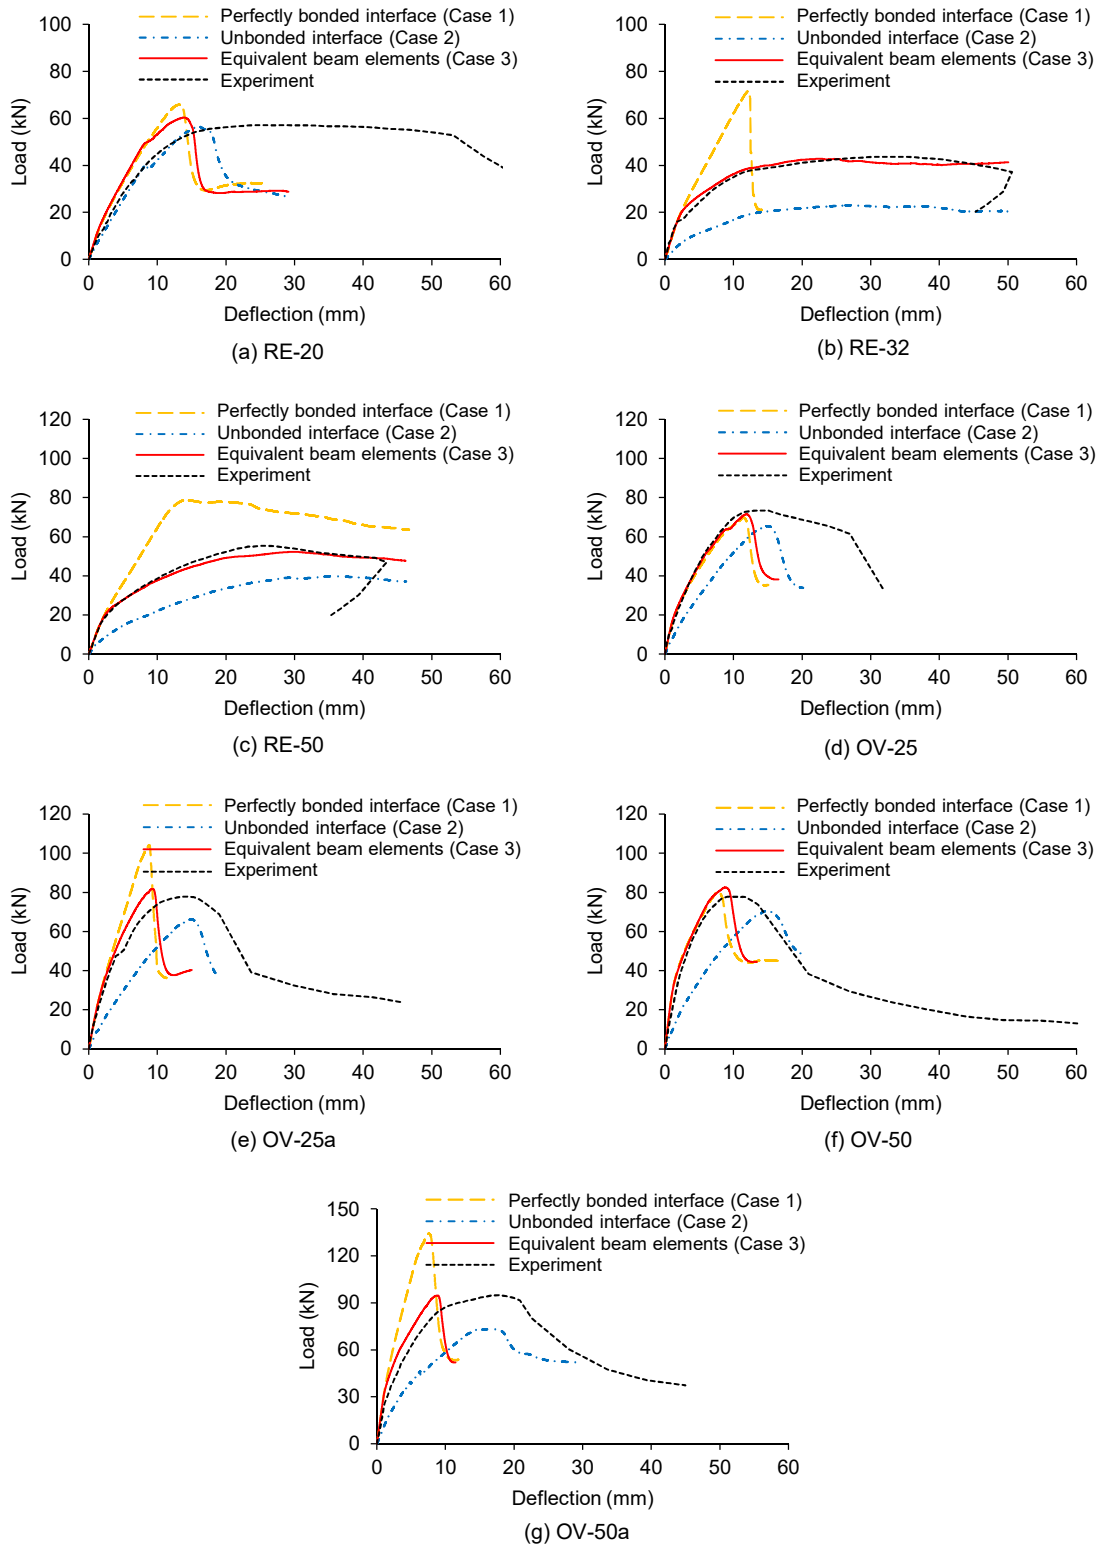 Perfectly bonded interface (Case 1)
Unbonded interface (Case 2)
Equivalent beam elements (Case 3)
Experiment
Load (kN)
100
80
60
40
20
0
0 10 20 30 40 50 60
Deflection (mm)
(a) RE-20
Perfectly bonded interface (Case 1)
Unbonded interface (Case 2)
Equivalent beam elements (Case 3)
Experiment
Load (kN)
100
80
60
40
20
0
0 10 20 30 40 50 60
Deflection (mm)
(b) RE-32
Perfectly bonded interface (Case 1)
Unbonded interface (Case 2)
Equivalent beam elements (Case 3)
Experiment
Load (kN)
120
100
80
60
40
20
0
0 10 20 30 40 50 60
Deflection (mm)
(c) RE-50
Perfectly bonded interface (Case 1)
Unbonded interface (Case 2)
Equivalent beam elements (Case 3)
Experiment
Load (kN)
120
100
80
60
40
20
0
0 10 20 30 40 50 60
Deflection (mm)
(d) OV-25
Perfectly bonded interface (Case 1)
Unbonded interface (Case 2)
Equivalent beam elements (Case 3)
Experiment
Load (kN)
120
100
80
60
40
20
0
0 10 20 30 40 50 60
Deflection (mm)
(e) OV-25a
Perfectly bonded interface (Case 1)
Unbonded interface (Case 2)
Equivalent beam elements (Case 3)
Experiment
Load (kN)
120
100
80
60
40
20
0
0 10 20 30 40 50 60
Deflection (mm)
(f) OV-50
Perfectly bonded interface (Case 1)
Unbonded interface (Case 2)
Equivalent beam elements (Case 3)
Experiment
Load (kN)
150
120
90
60
30
0
0 10 20 30 40 50 60
Deflection (mm)
(g) OV-50a